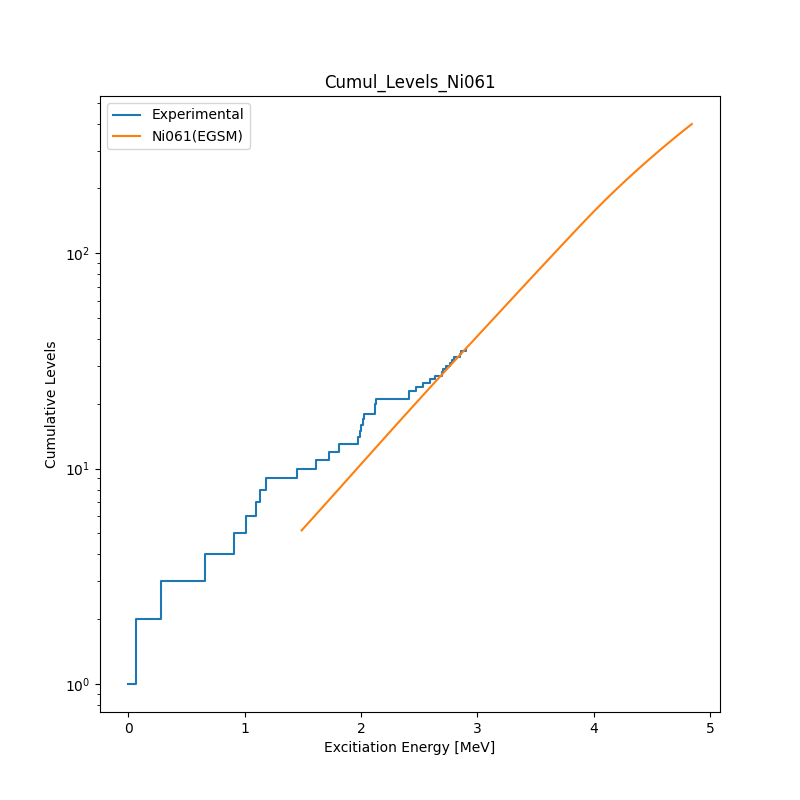 Cumul_Levels_Ni061
Experimental
Ni061(EGSM)
Cumulative Levels
10²
10¹
10⁰
0 1 2 3 4 5
Excitiation Energy [MeV]